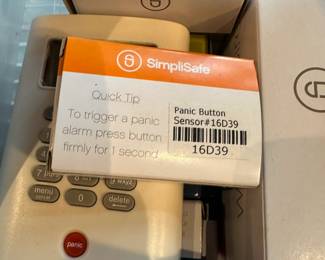 SimpliSafe
Quick Tip
To trigger a panic
alarm press button
firmly for 1 second
Panic Button
Sensor#16D39
16D39
menu
0
delete
panic